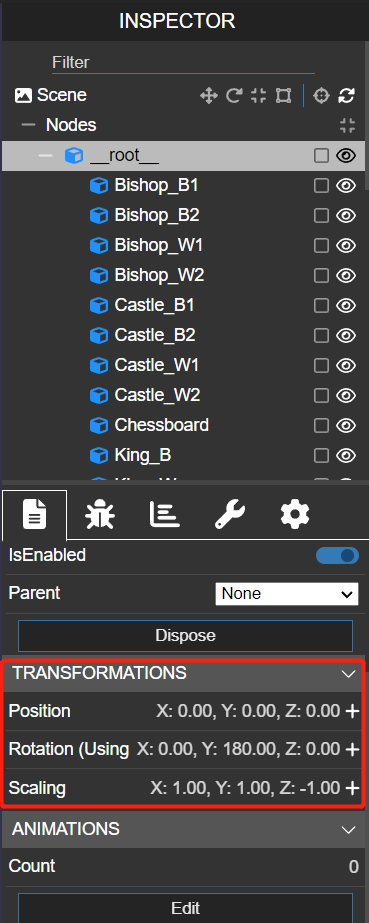 INSPECTOR
Filter
Scene
Nodes
__root__
Bishop_B1
Bishop_B2
Bishop_W1
Bishop_W2
Castle_B1
Castle_B2
Castle_W1
Castle_W2
Chessboard
King_B
IsEnabled
Parent None
Dispose
TRANSFORMATIONS
Position X: 0.00, Y: 0.00, Z: 0.00
Rotation (Using X: 0.00, Y: 180.00, Z: 0.00
Scaling X: 1.00, Y: 1.00, Z: -1.00
ANIMATIONS
Count 0
Edit